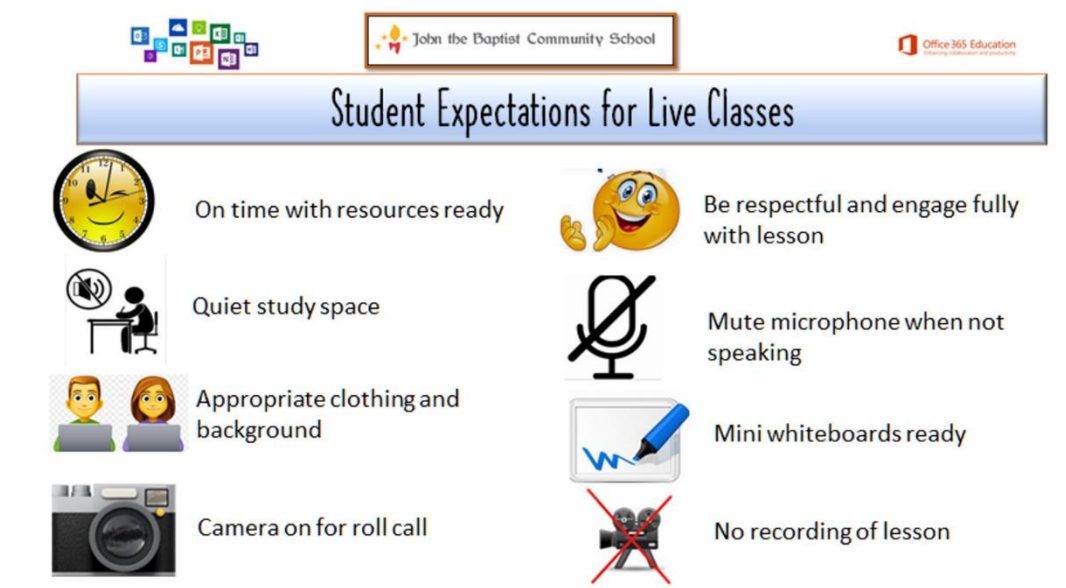 John the Baptist Community School
Office 365 Education
Student Expectations for Live Classes
On time with resources ready
Quiet study space
Appropriate clothing and
background
Camera on for roll call
Be respectful and engage fully
with lesson
Mute microphone when not
speaking
Mini whiteboards ready
No recording of lesson